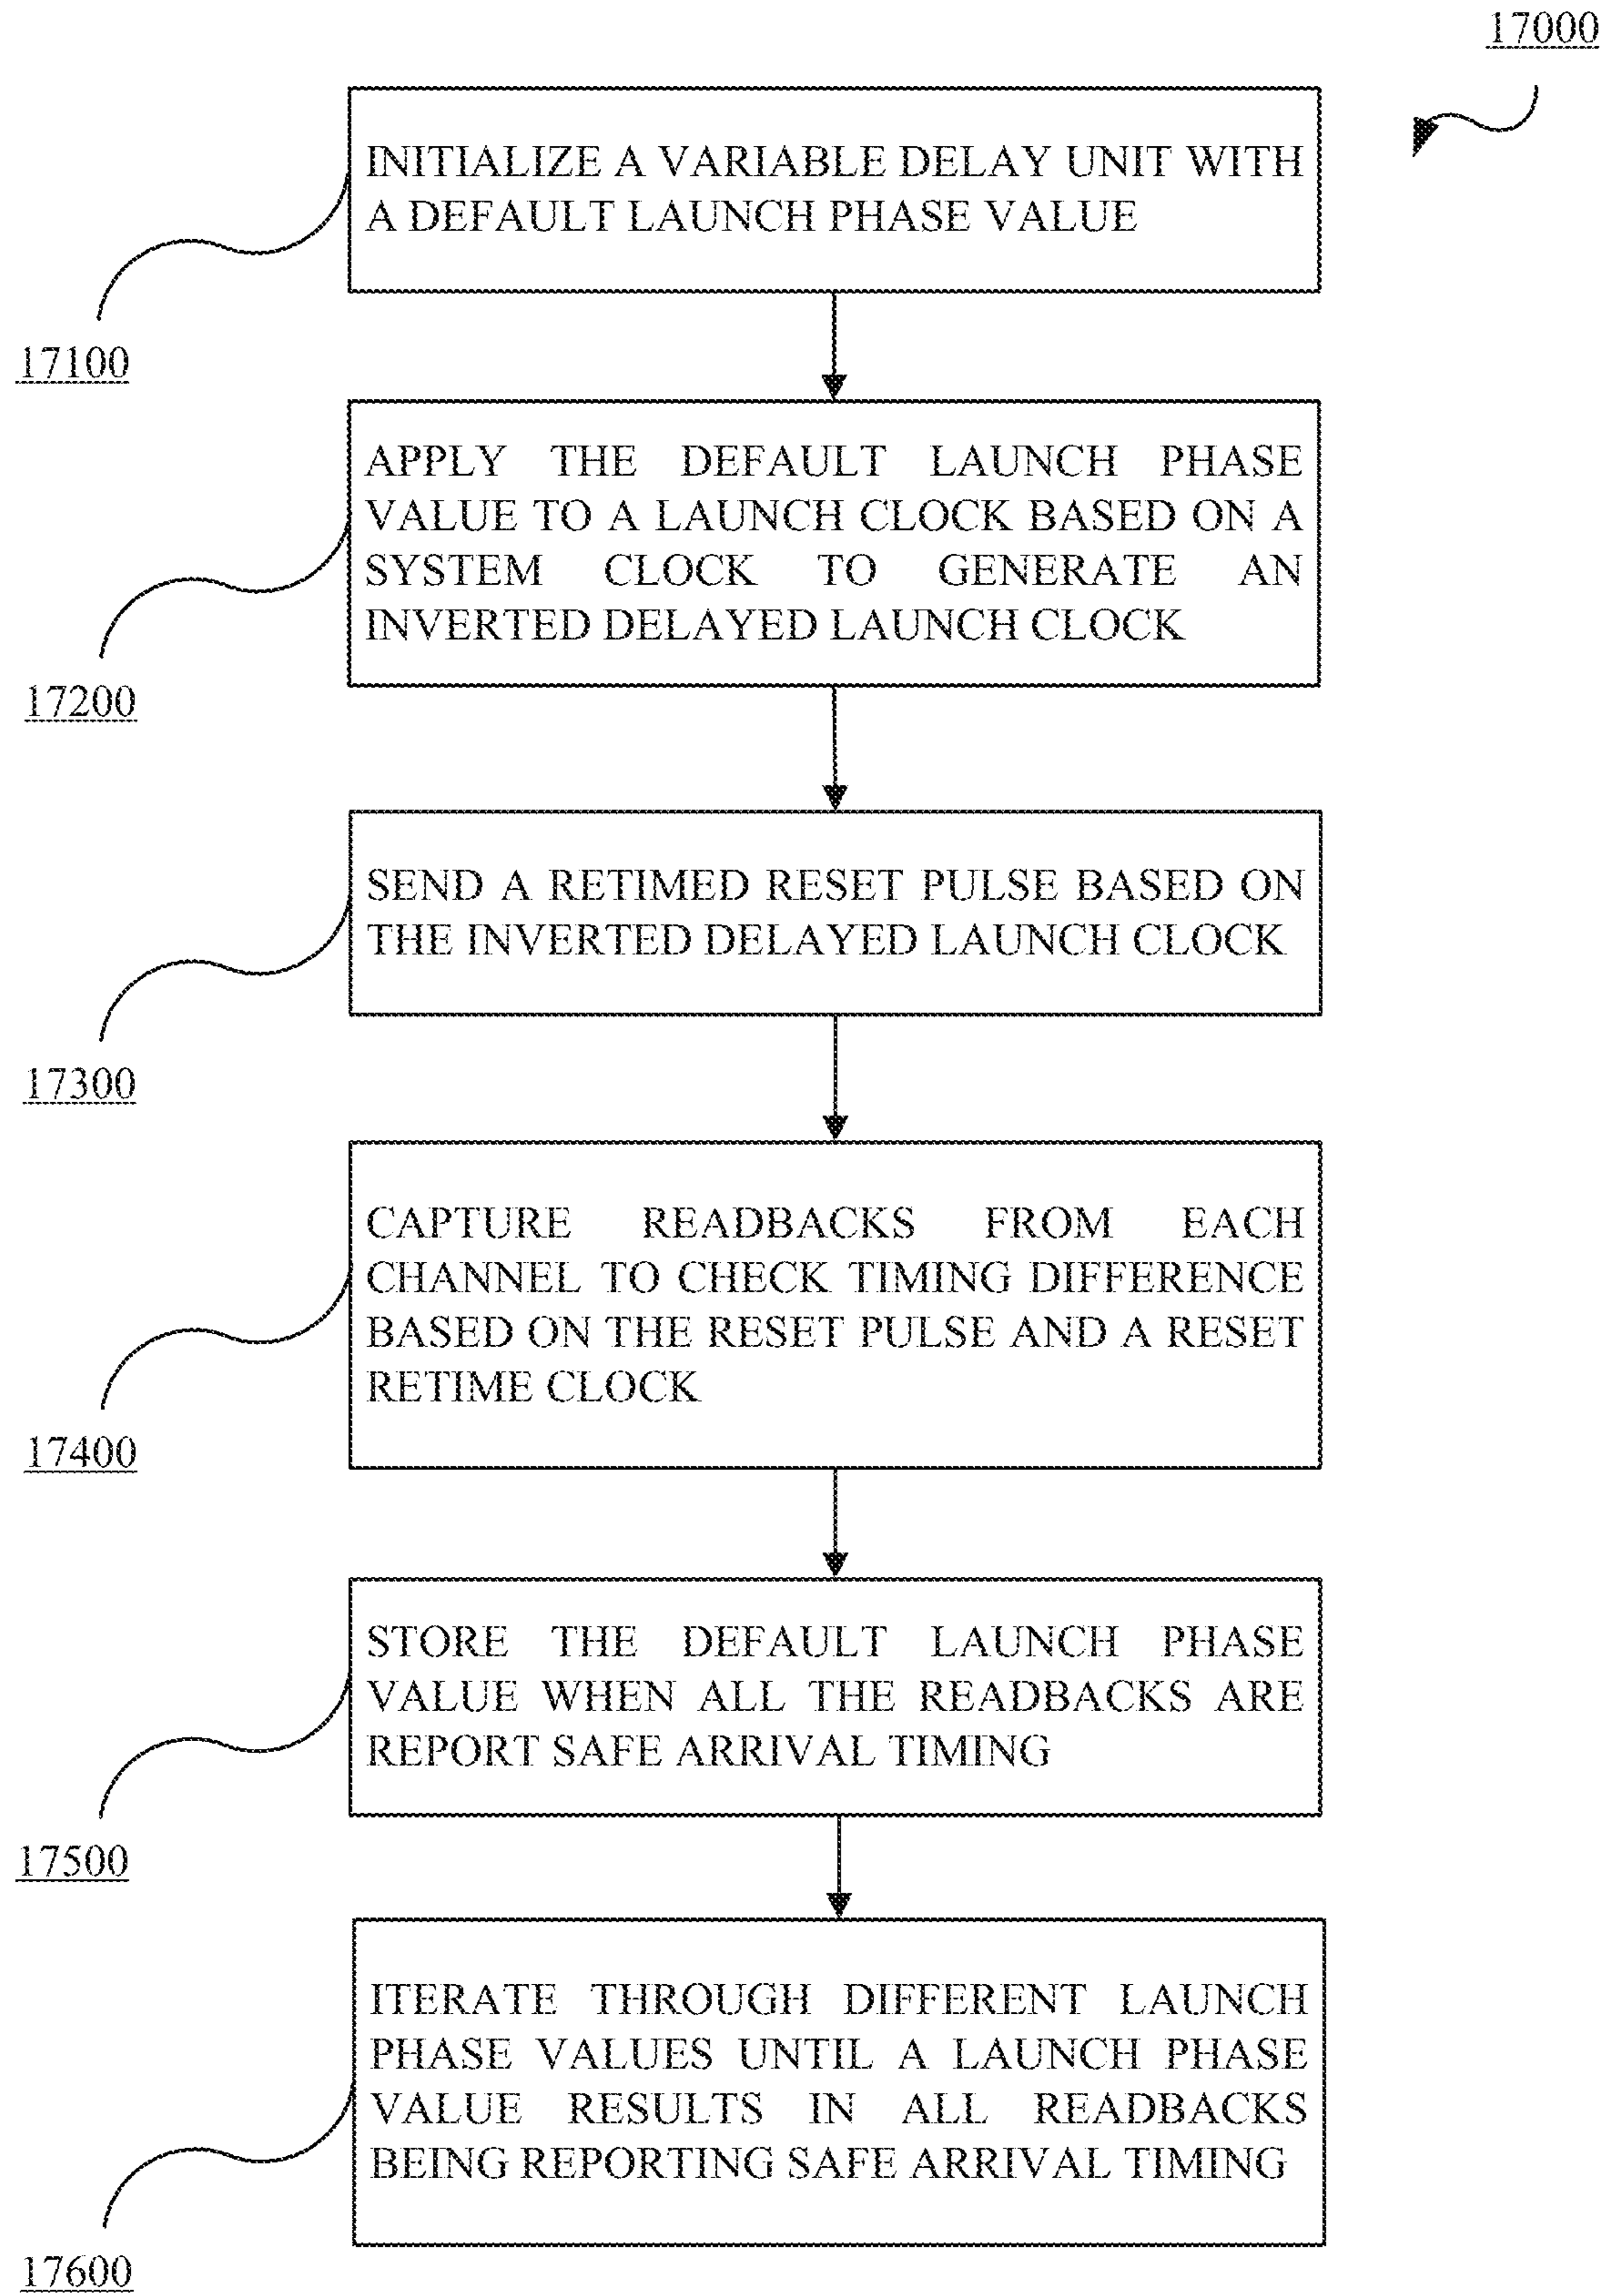 17000
INITIALIZE A VARIABLE DELAY UNIT WITH
A DEFAULT LAUNCH PHASE VALUE
17100
APPLY THE DEFAULT LAUNCH PHASE
VALUE TO A LAUNCH CLOCK BASED ON A
SYSTEM CLOCK TO GENERATE AN
INVERTED DELAYED LAUNCH CLOCK
17200
SEND A RETIMED RESET PULSE BASED ON
THE INVERTED DELAYED LAUNCH CLOCK
17300
CAPTURE READBACKS FROM EACH
CHANNEL TO CHECK TIMING DIFFERENCE
BASED ON THE RESET PULSE AND A RESET
RETIME CLOCK
17400
STORE THE DEFAULT LAUNCH PHASE
VALUE WHEN ALL THE READBACKS ARE
REPORT SAFE ARRIVAL TIMING
17500
ITERATE THROUGH DIFFERENT LAUNCH
PHASE VALUES UNTIL A LAUNCH PHASE
VALUE RESULTS IN ALL READBACKS
BEING REPORTING SAFE ARRIVAL TIMING
17600